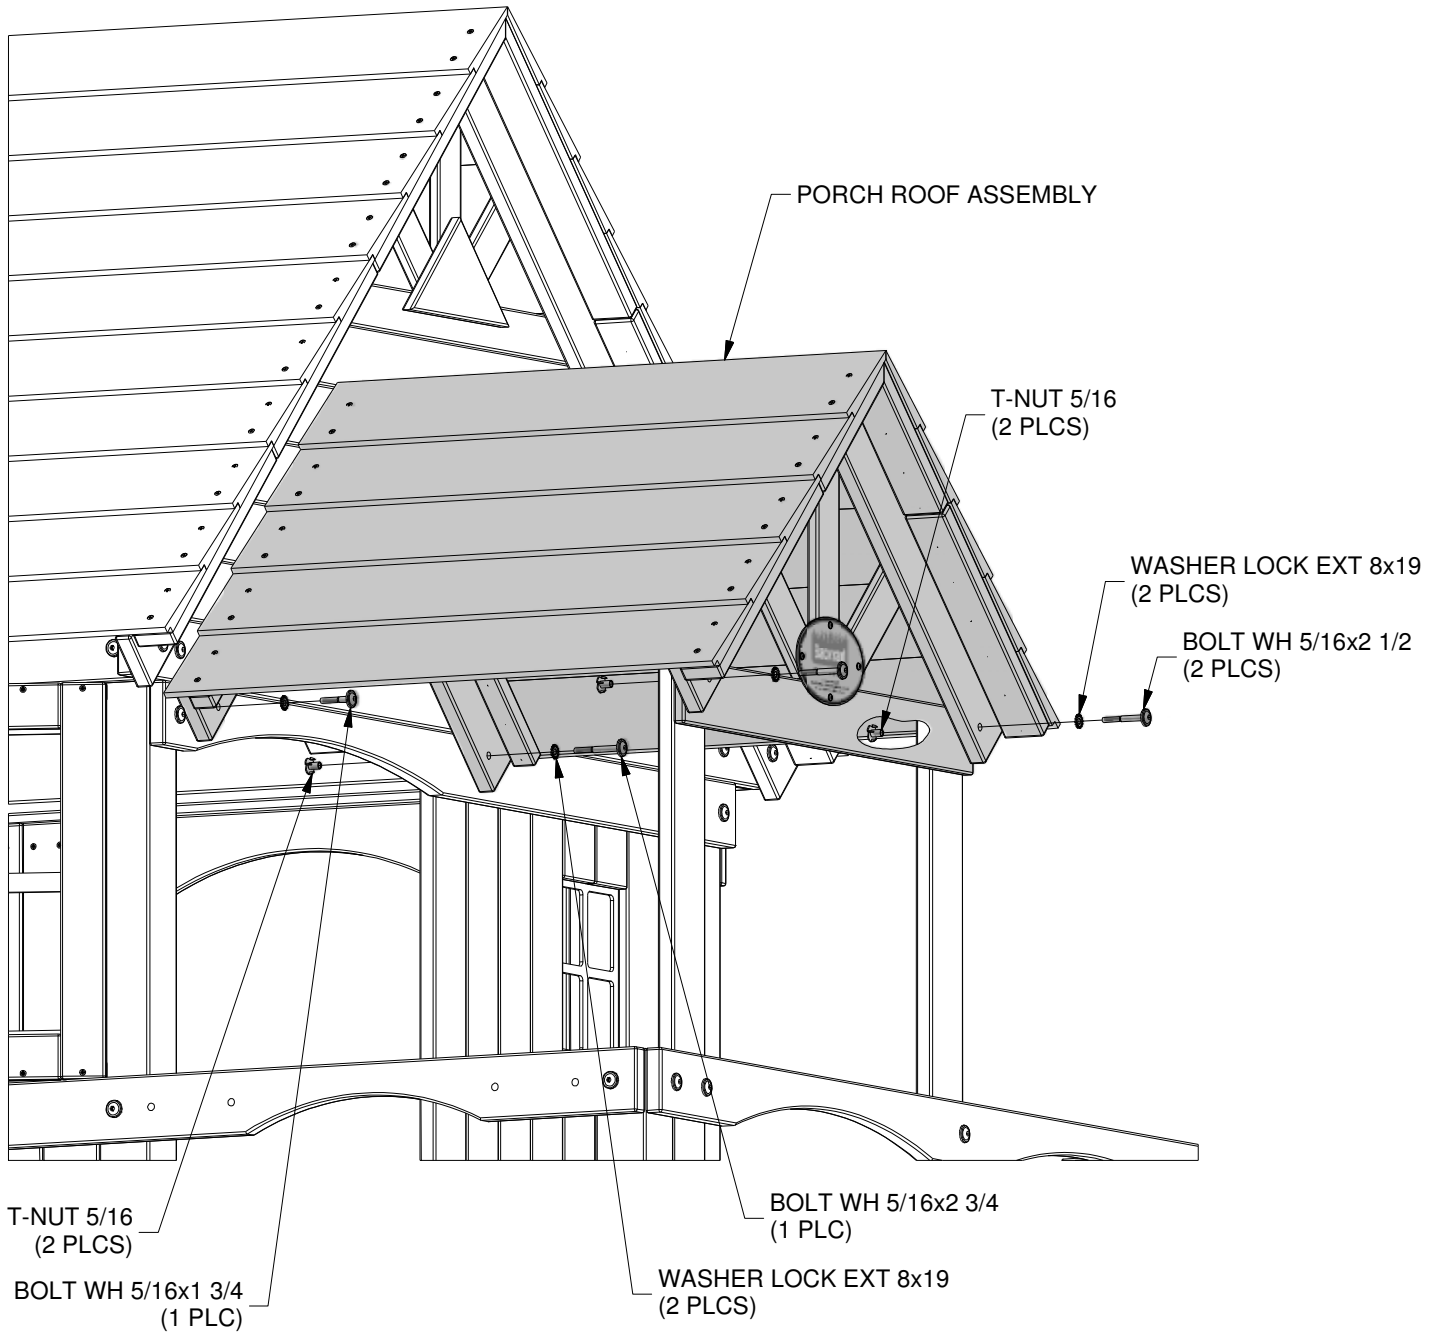 PORCH ROOF ASSEMBLY
T-NUT 5/16
(2 PLCS)
WASHER LOCK EXT 8x19
(2 PLCS)
BOLT WH 5/16x2 1/2
(2 PLCS)
T-NUT 5/16
(2 PLCS)
BOLT WH 5/16x1 3/4
(1 PLC)
BOLT WH 5/16x2 3/4
(1 PLC)
WASHER LOCK EXT 8x19
(2 PLCS)